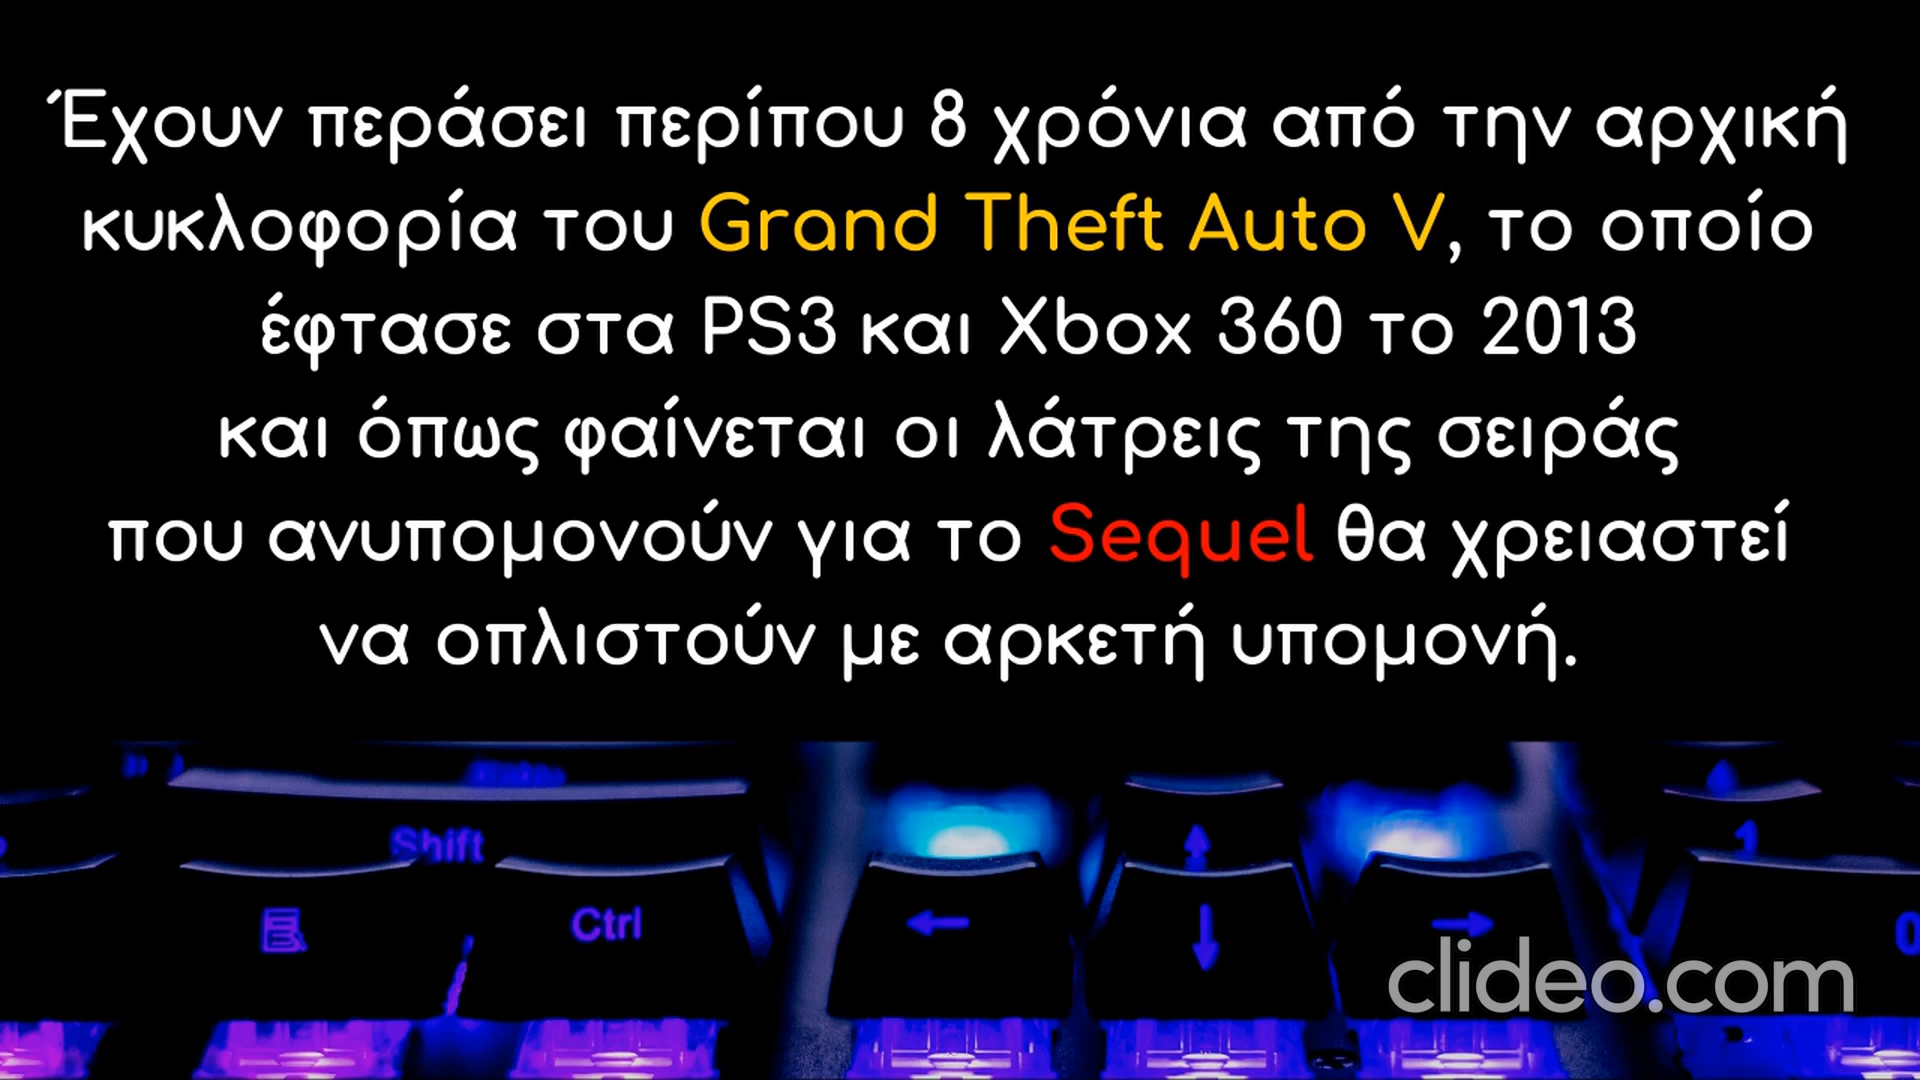 Έχουν περάσει περίπου 8 χρόνια από την αρχική
κυκλοφορία του Grand Theft Auto V, το οποίο
έφτασε στα PS3 και Xbox 360 το 2013
και όπως φαίνεται οι λάτρεις της σειράς
που ανυπομονούν για το Sequel θα χρειαστεί
να οπλιστούν με αρκετή υπομονή.
Shift
1
Ctrl
0
clideo.com